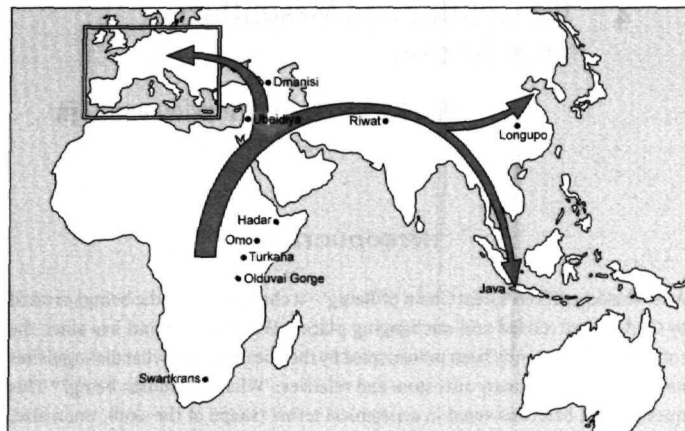 Dmanisi
Ubeidiya
Riwat
Longupo
Hadar
Omo
Turkana
Olduvai Gorge
Java
Swartkrans